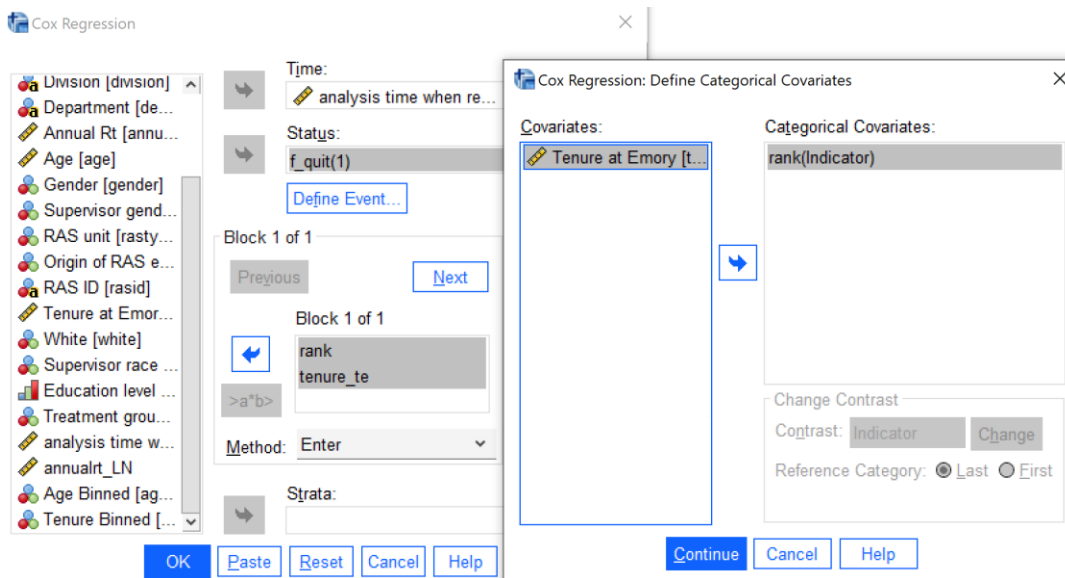 Cox Regression
Division [division]
Department [de...
Annual Rt [annu...
Age [age]
Gender [gender]
Supervisor gend...
RAS unit [rasty...
Origin of RAS e...
RAS ID [rasid]
Tenure at Emor...
White [white]
Supervisor race ...
Education level ...
Treatment grou...
analysis time w...
annualrt_LN
Age Binned [ag...
Tenure Binned [...
Time:
analysis time when re...
Status:
f_quit(1)
Define Event...
Block 1 of 1
Previous
Next
Block 1 of 1
rank
tenure_te
>a*b>
Method: Enter
Strata:
OK Paste Reset Cancel Help
Cox Regression: Define Categorical Covariates
Covariates:
Tenure at Emory [t...
Categorical Covariates:
rank(Indicator)
Change Contrast
Contrast: Indicator Change
Reference Category: Last First
Continue Cancel Help